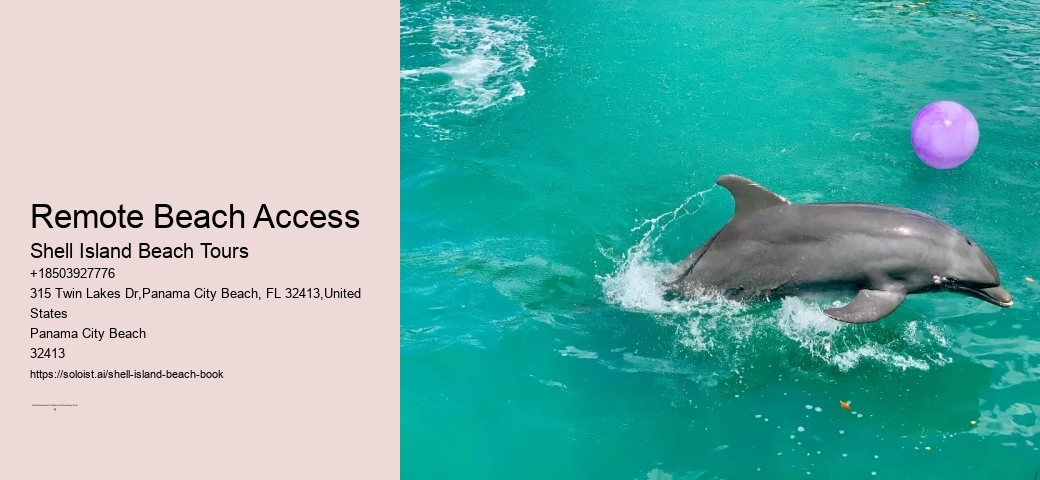 Remote Beach Access
Shell Island Beach Tours
+18503927776
315 Twin Lakes Dr,Panama City Beach, FL 32413,United
States
Panama City Beach
32413
https://soloist.ai/shell-island-beach-book